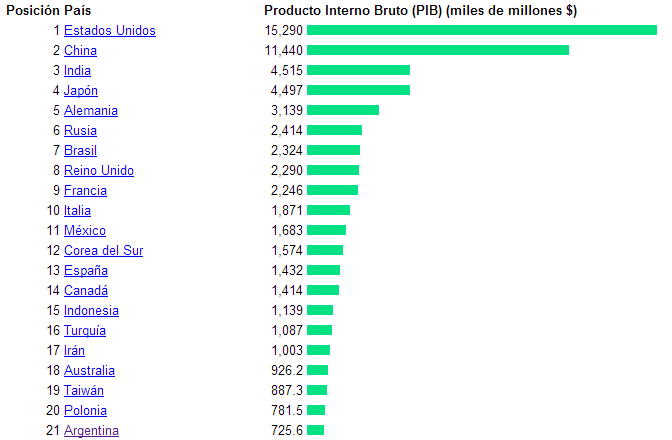 Posición País Producto Interno Bruto (PIB) (miles de millones $)
1 Estados Unidos 15,290
2 China 11,440
3 India 4,515
4 Japón 4,497
5 Alemania 3,139
6 Rusia 2,414
7 Brasil 2,324
8 Reino Unido 2,290
9 Francia 2,246
10 Italia 1,871
11 México 1,683
12 Corea del Sur 1,574
13 España 1,432
14 Canadá 1,414
15 Indonesia 1,139
16 Turquía 1,087
17 Irán 1,003
18 Australia 926.2
19 Taiwán 887.3
20 Polonia 781.5
21 Argentina 725.6